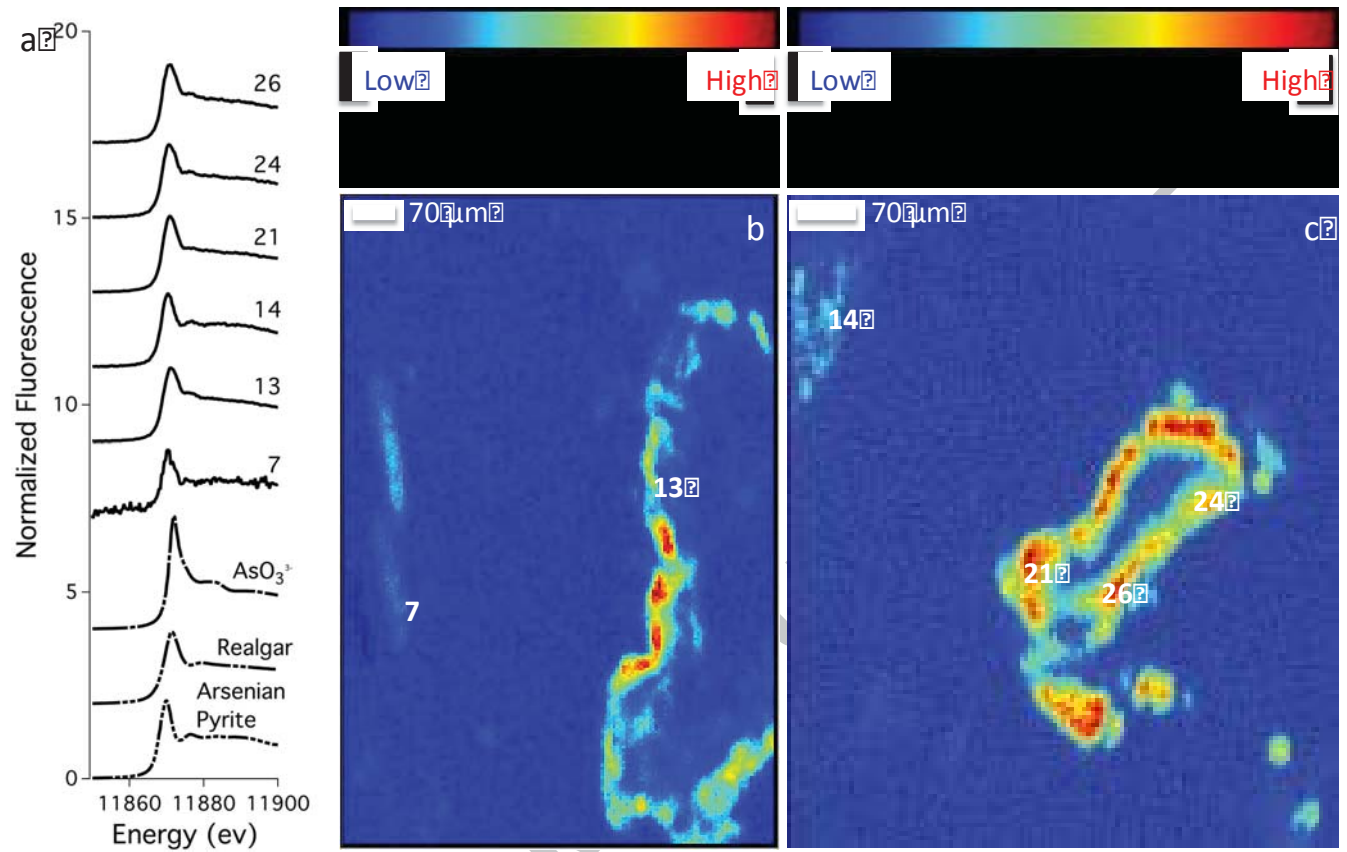 a
20
26
24
21
14
13
7
AsO₃³⁻
Realgar
Arsenian
Pyrite
15
10
5
0
11860 11880 11900
Energy (ev)
Normalized Fluorescence
Low High
70 μm b
13
7
Low High
70 μm c
14
24
21
26